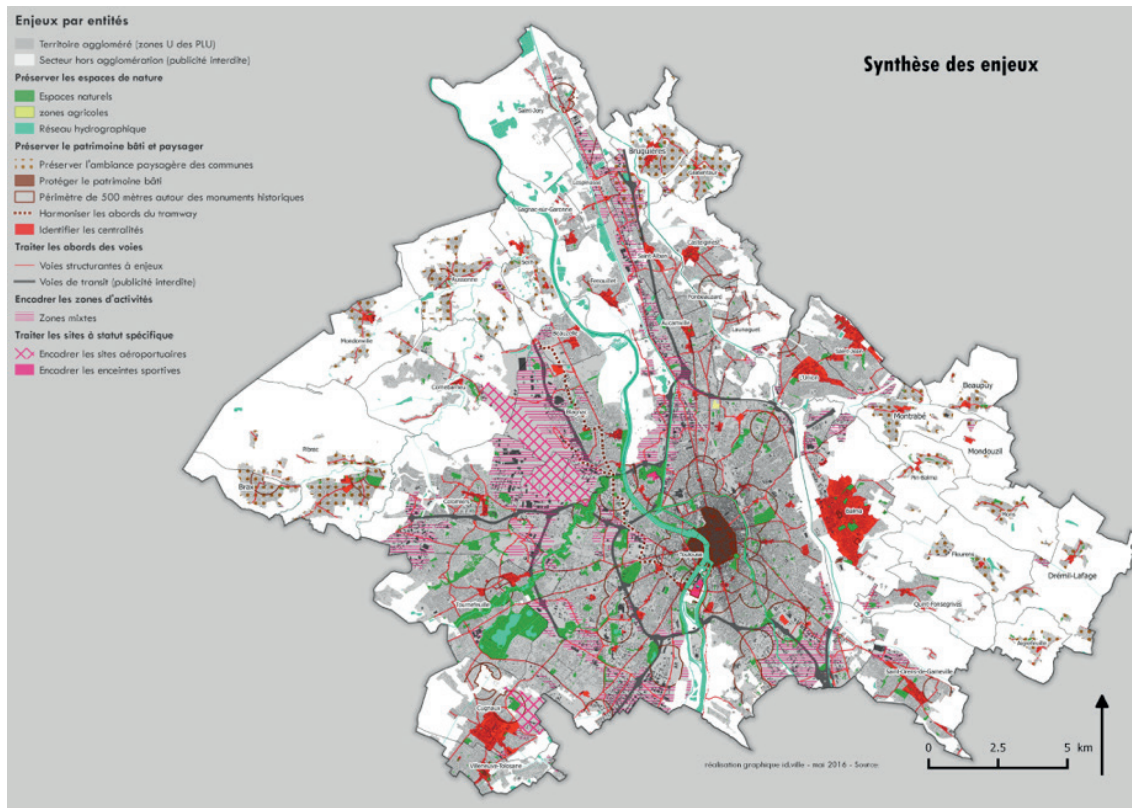 Enjeux par entités
Territoire aggloméré (zones U des PLU)
Secteur hors agglomération (publicité interdite)
Préserver les espaces de nature
Espaces naturels
zones agricoles
Réseau hydrographique
Préserver le patrimoine bâti et paysager
Préserver l'ambiance paysagère des communes
Protéger le patrimoine bâti
Périmètre de 500 mètres autour des monuments historiques
Harmoniser les abords du tramway
Identifier les centralités
Traiter les abords des voies
Voies structurantes à enjeux
Voies de transit (publicité interdite)
Encadrer les zones d'activités
Zones mixtes
Traiter les sites à statut spécifique
Encadrer les sites aéroportuaires
Encadrer les enceintes sportives
Synthèse des enjeux
Saint-Jory
Bruguières
Gagnac-sur-Garonne
Castelginest
Saint-Alban
Fenouillet
Fonbeauzard
Launaguet
Aucamville
Aussonne
Seilh
Beauzelle
Mondonville
Cornebarrieu
Blagnac
Saint-Jean
L'Union
Beaupuy
Montrabé
Mondouzil
Pin-Balma
Pibrac
Brax
Colomiers
Balma
Flourens
Drémil-Lafage
Toulouse
Tournefeuille
Quint-Fonsegrives
Aigrefeuille
Saint-Orens-de-Gameville
Cugnaux
Villeneuve-Tolosane
réalisation graphique id.ville - mai 2016 - Source
0 2.5 5 km